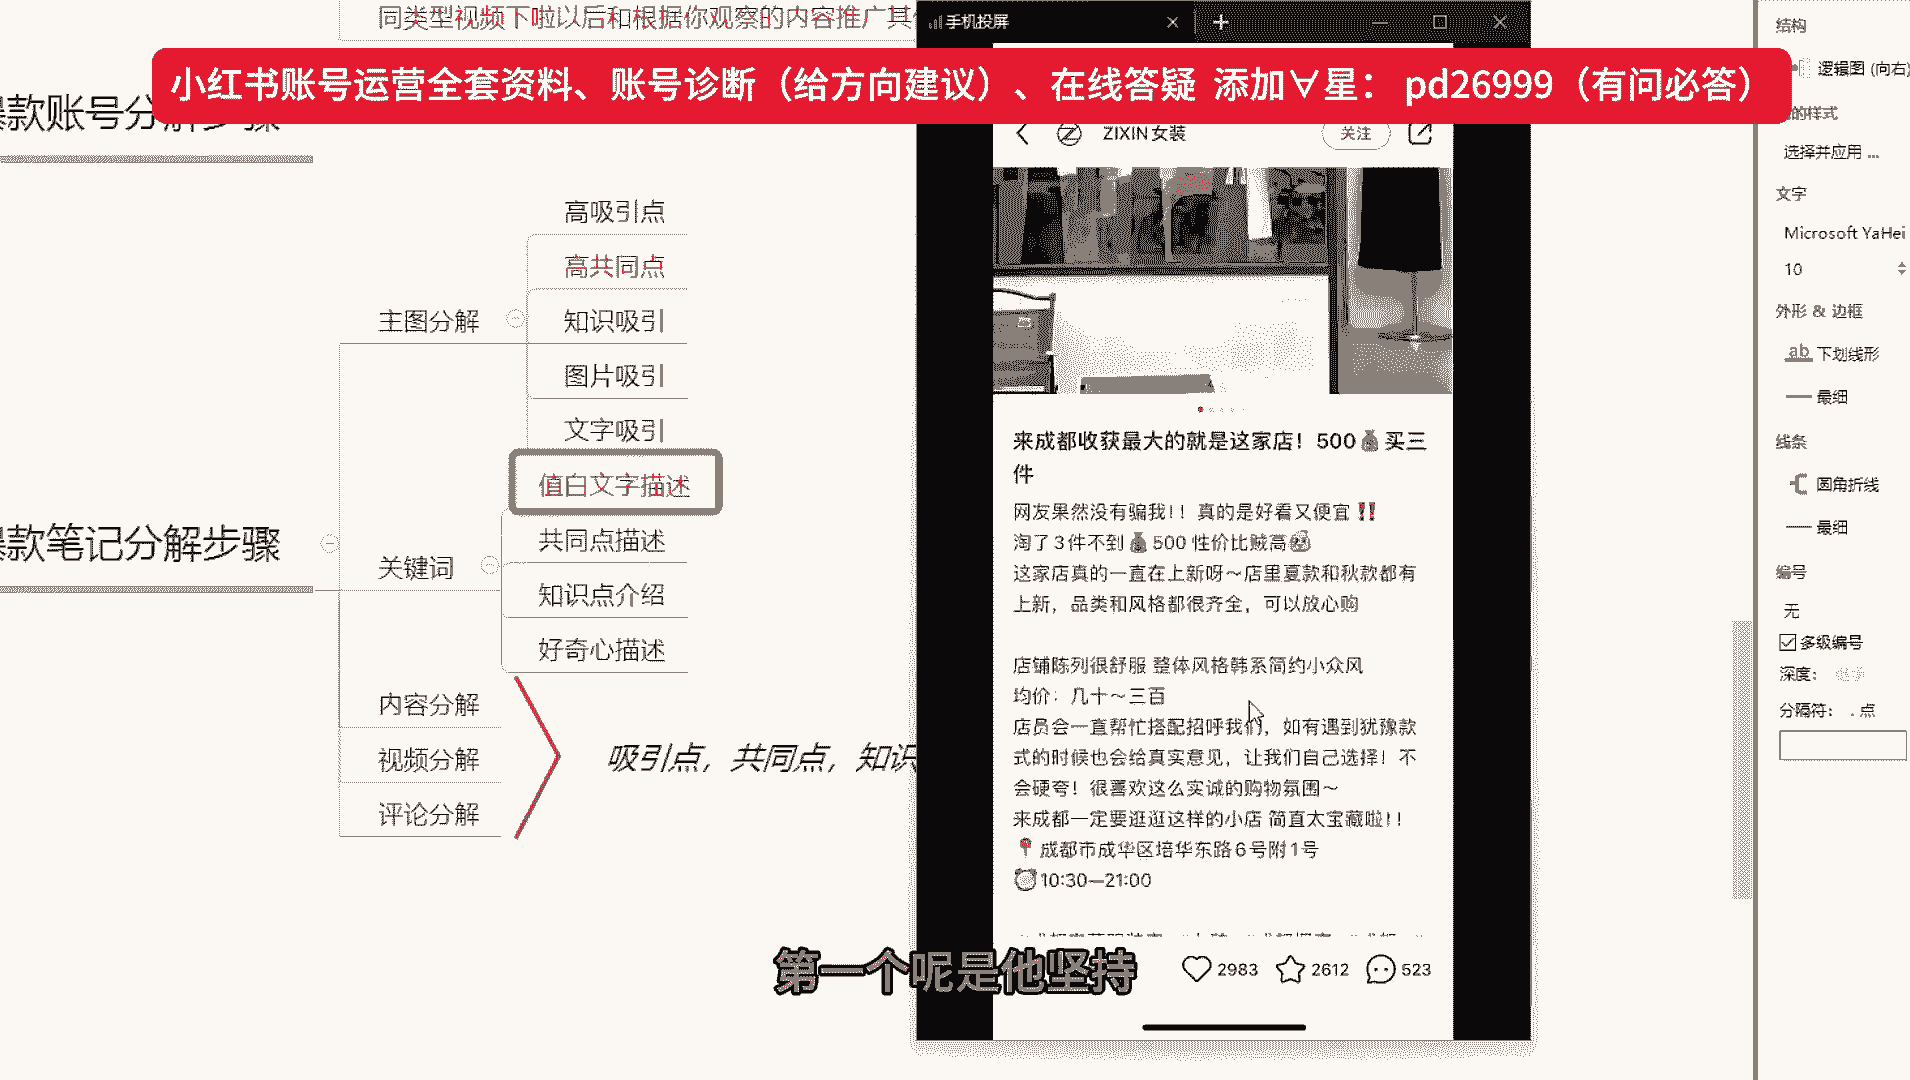 同类型视频下啦以后和根据你观察的内容推广其
手机投屏
小红书账号运营全套资料、账号诊断（给方向建议）、在线答疑 添加∀星： pd26999（有问必答）
款账号分解步骤
ZIXIN女装
关注
高吸引点
高共同点
主图分解
知识吸引
图片吸引
文字吸引
值白文字描述
款笔记分解步骤
关键词
共同点描述
知识点介绍
好奇心描述
内容分解
视频分解
评论分解
吸引点，共同点，知识
来成都收获最大的就是这家店！500💰买三
件
网友果然没有骗我!！真的是好看又便宜‼️
淘了3件不到💰500 性价比贼高
这家店真的一直在上新呀～店里夏款和秋款都有
上新，品类和风格都很齐全，可以放心购
店铺陈列很舒服 整体风格韩系简约小众风
均价：几十～三百
店员会一直帮忙搭配招呼我们，如有遇到犹豫款
式的时候也会给真实意见，让我们自己选择！不
会硬夸！很喜欢这么实诚的购物氛围～
来成都一定要逛逛这样的小店 简直太宝藏啦!！
📍成都市成华区培华东路6号附1号
⏰10:30—21:00
2983 2612 523
第一个呢是他坚持
结构
逻辑图 (向右)
的样式
选择并应用 ...
文字
Microsoft YaHei
10
外形 & 边框
ab 下划线形
最细
线条
圆角折线
最细
编号
无
多级编号
深度：
分隔符： . 点